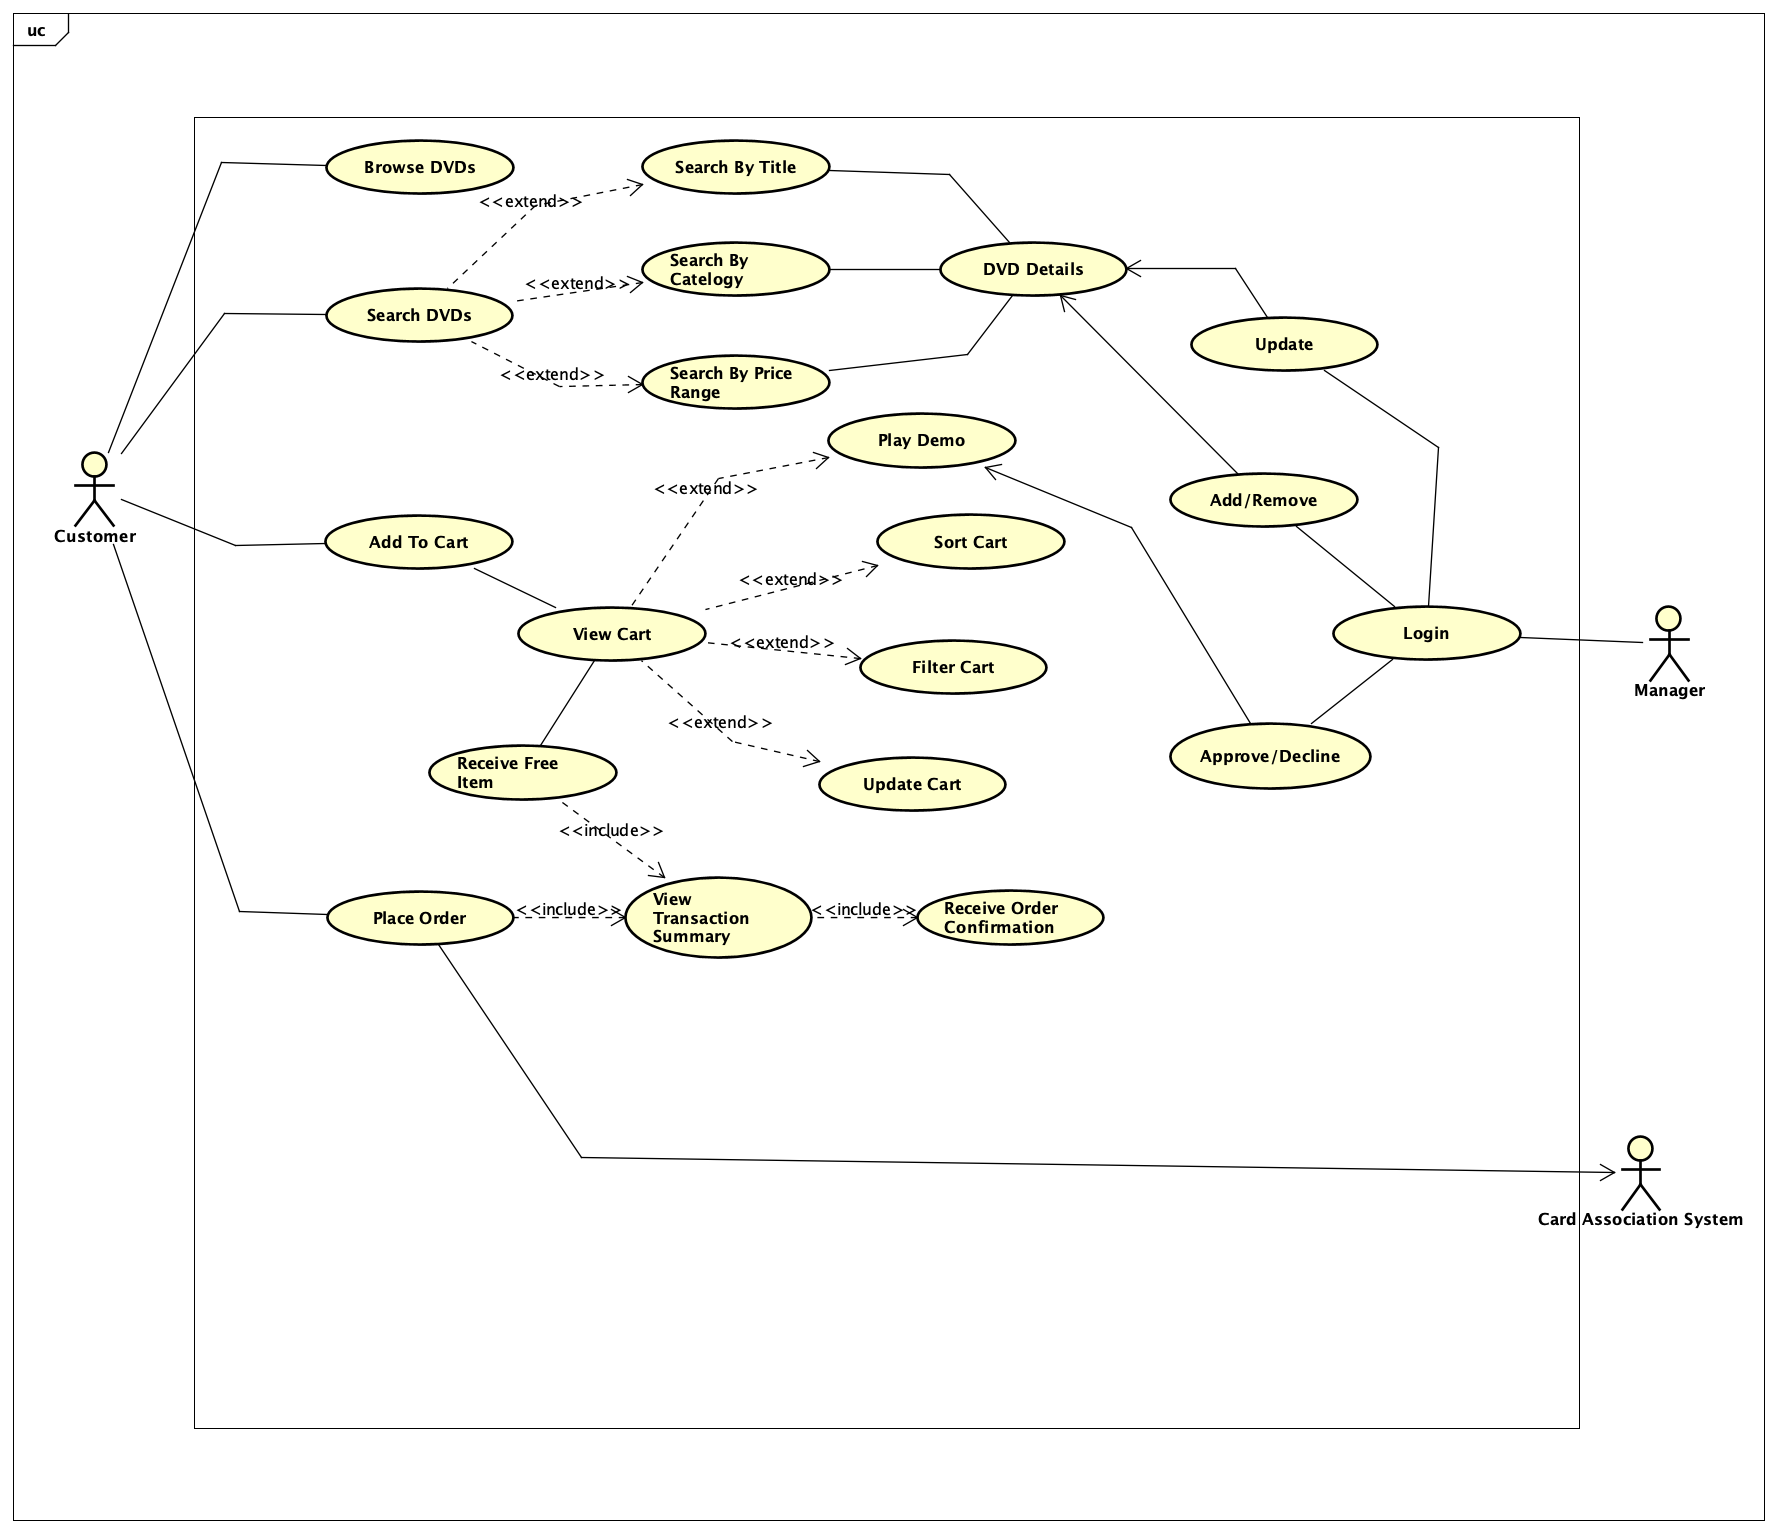 uc
Browse DVDs
Search By Title
<<extend>>
Search By
Catelogy
DVD Details
<<extend>>
Search DVDs
Update
<<extend>>
Search By Price
Range
Play Demo
<<extend>>
Add/Remove
Customer
Add To Cart
Sort Cart
<<extend>>
View Cart
<<extend>>
Login
Filter Cart
Manager
<<extend>>
Receive Free
Item
Update Cart
Approve/Decline
<<include>>
Place Order
<<include>>
View
Transaction
Summary
<<include>>
Receive Order
Confirmation
Card Association System